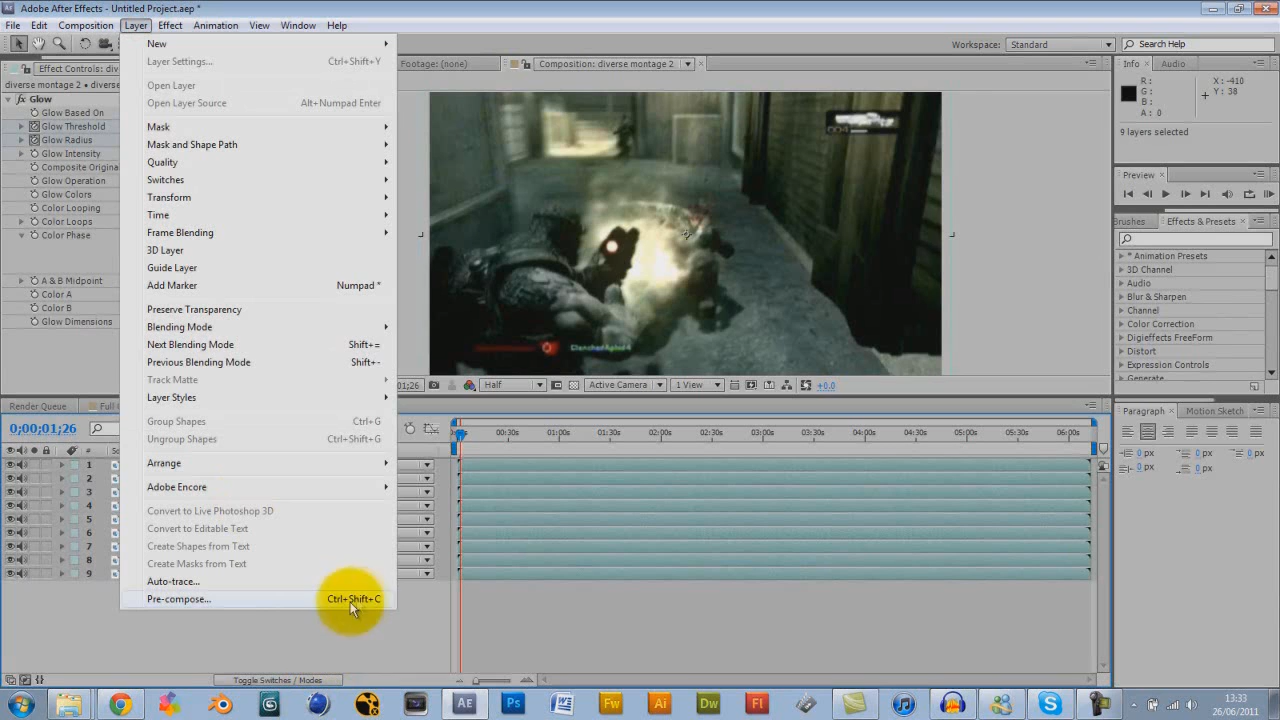 Adobe After Effects - Untitled Project.aep *
File Edit Composition Layer Effect Animation View Window Help
Workspace: Standard Search Help
Effect Controls: di
diverse montage 2 • diverse
Glow
Glow Based On
Glow Threshold
Glow Radius
Glow Intensity
Composite Origina
Glow Operation
Glow Colors
Color Looping
Color Loops
Color Phase
A & B Midpoint
Color A
Color B
Glow Dimensions
New
Layer Settings... Ctrl+Shift+Y
Open Layer
Open Layer Source Alt+Numpad Enter
Mask
Mask and Shape Path
Quality
Switches
Transform
Time
Frame Blending
3D Layer
Guide Layer
Add Marker Numpad *
Preserve Transparency
Blending Mode
Next Blending Mode Shift+=
Previous Blending Mode Shift+-
Track Matte
Layer Styles
Group Shapes Ctrl+G
Ungroup Shapes Ctrl+Shift+G
Arrange
Adobe Encore
Convert to Live Photoshop 3D
Convert to Editable Text
Create Shapes from Text
Create Masks from Text
Auto-trace...
Pre-compose... Ctrl+Shift+C
Footage: (none) Composition: diverse montage 2
Half Active Camera 1 View +0.0
Info Audio
R: X: -410
G: Y: 38
B:
A: 0
9 layers selected
Preview
Brushes Effects & Presets
* Animation Presets
3D Channel
Audio
Blur & Sharpen
Channel
Color Correction
Digieffects FreeForm
Distort
Expression Controls
Generate
Paragraph Motion Sketch
0 px 0 px 0 px
0 px 0 px
Render Queue Full
0;00;01;26
#
00:30s 01:00s 01:30s 02:00s 02:30s 03:00s 03:30s 04:00s 04:30s 05:00s 05:30s 06:00s
1
2
3
4
5
6
7
8
9
Toggle Switches / Modes
AE Ps W Fw Ai Dw Fl
13:33
26/06/2011